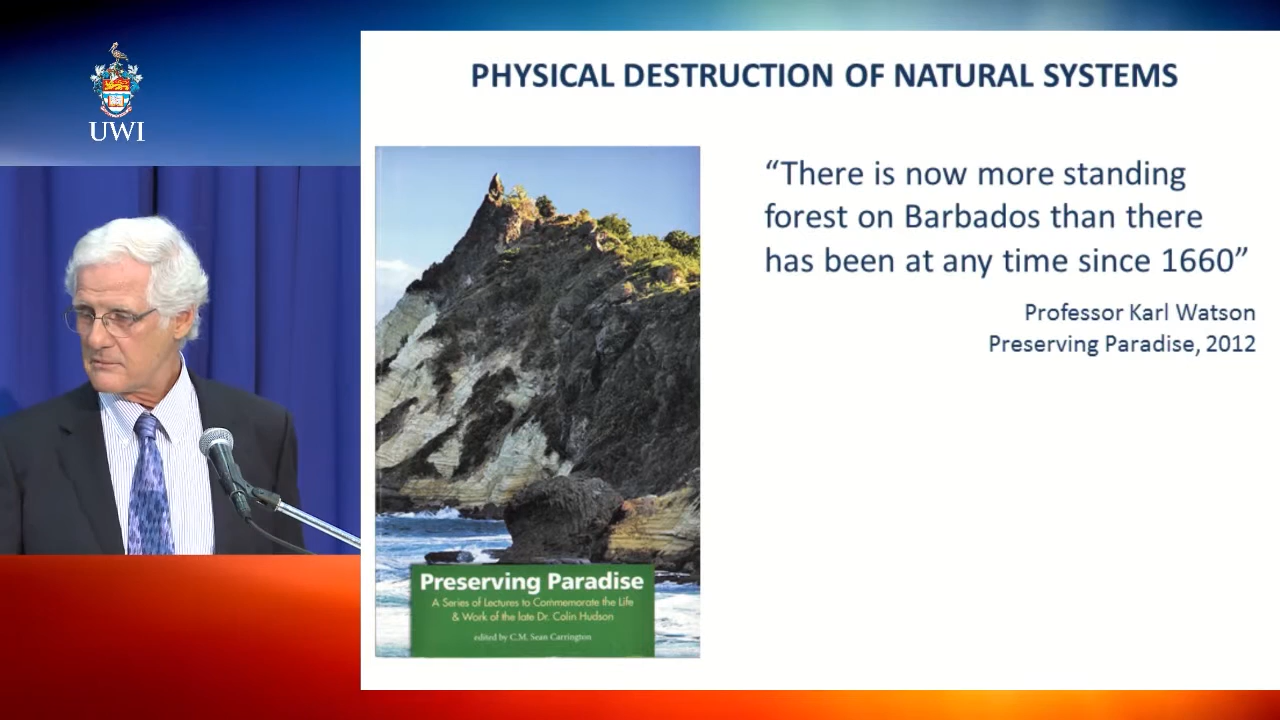 UWI
PHYSICAL DESTRUCTION OF NATURAL SYSTEMS
“There is now more standing
forest on Barbados than there
has been at any time since 1660”
Professor Karl Watson
Preserving Paradise, 2012
Preserving Paradise
A Series of Lectures to Commemorate the Life
& Work of the late Dr. Colin Hudson
edited by C.M. Sean Carrington